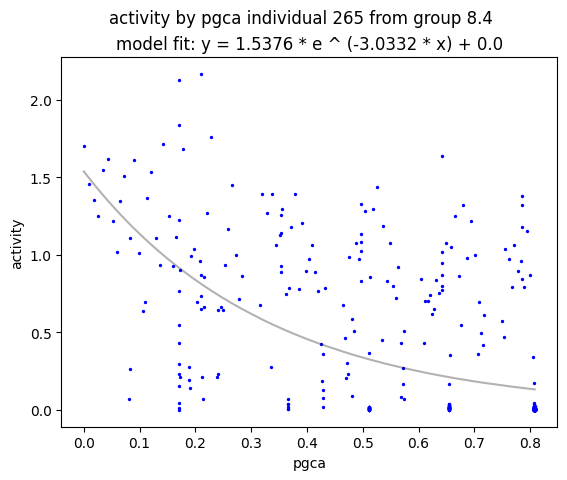 activity by pgca individual 265 from group 8.4
model fit: y = 1.5376 * e ^ (-3.0332 * x) + 0.0
2.0
1.5
1.0
0.5
0.0
activity
0.0 0.1 0.2 0.3 0.4 0.5 0.6 0.7 0.8
pgca